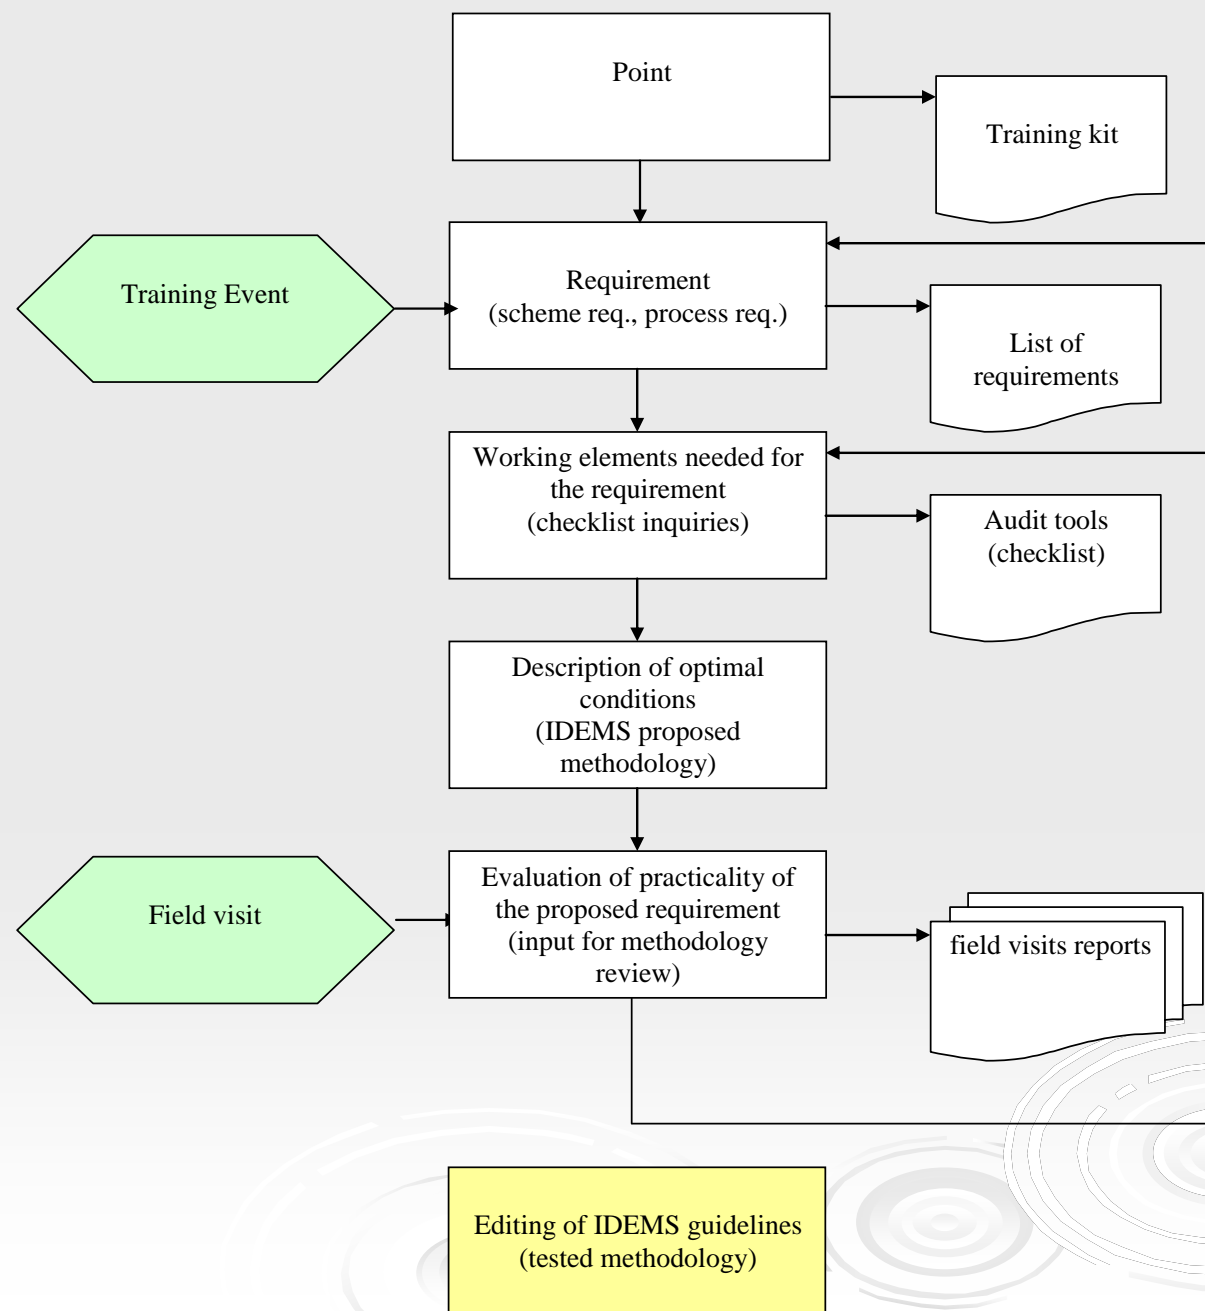 Point
Training kit
Training Event
Requirement
(scheme req., process req.)
List of
requirements
Working elements needed for
the requirement
(checklist inquiries)
Audit tools
(checklist)
Description of optimal
conditions
(IDEMS proposed
methodology)
Field visit
Evaluation of practicality of
the proposed requirement
(input for methodology
review)
field visits reports
Editing of IDEMS guidelines
(tested methodology)